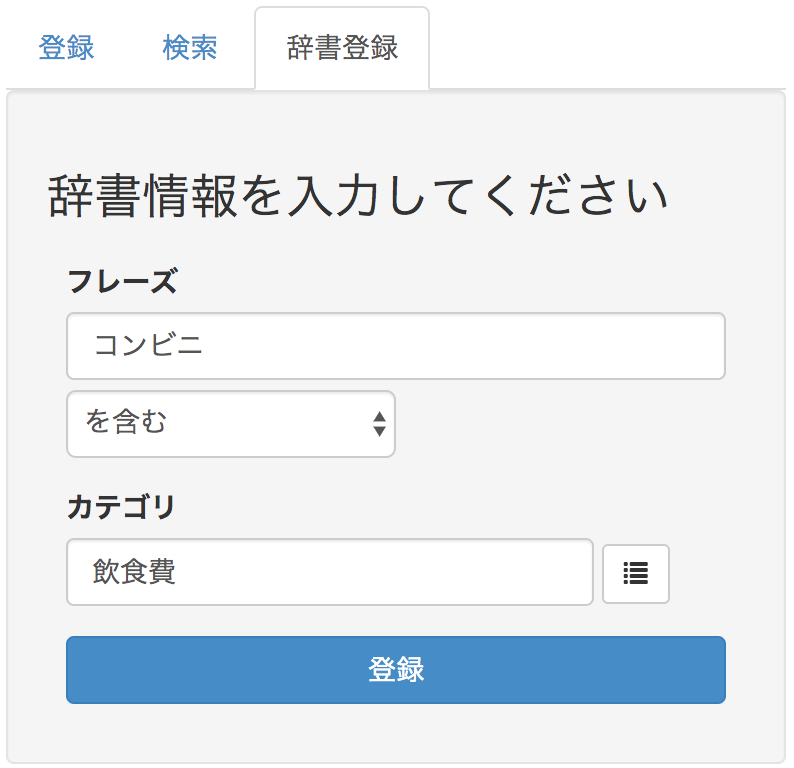 登録 検索 辞書登録
辞書情報を入力してください
フレーズ
コンビニ
を含む
カテゴリ
飲食費
登録